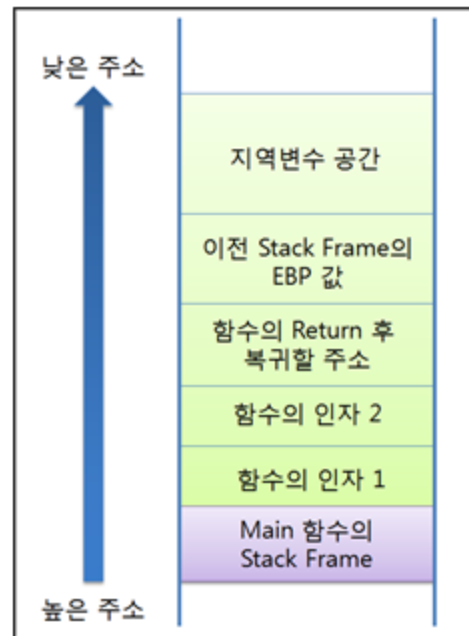 낮은 주소
지역변수 공간
이전 Stack Frame의
EBP 값
함수의 Return 후
복귀할 주소
함수의 인자 2
함수의 인자 1
Main 함수의
Stack Frame
높은 주소